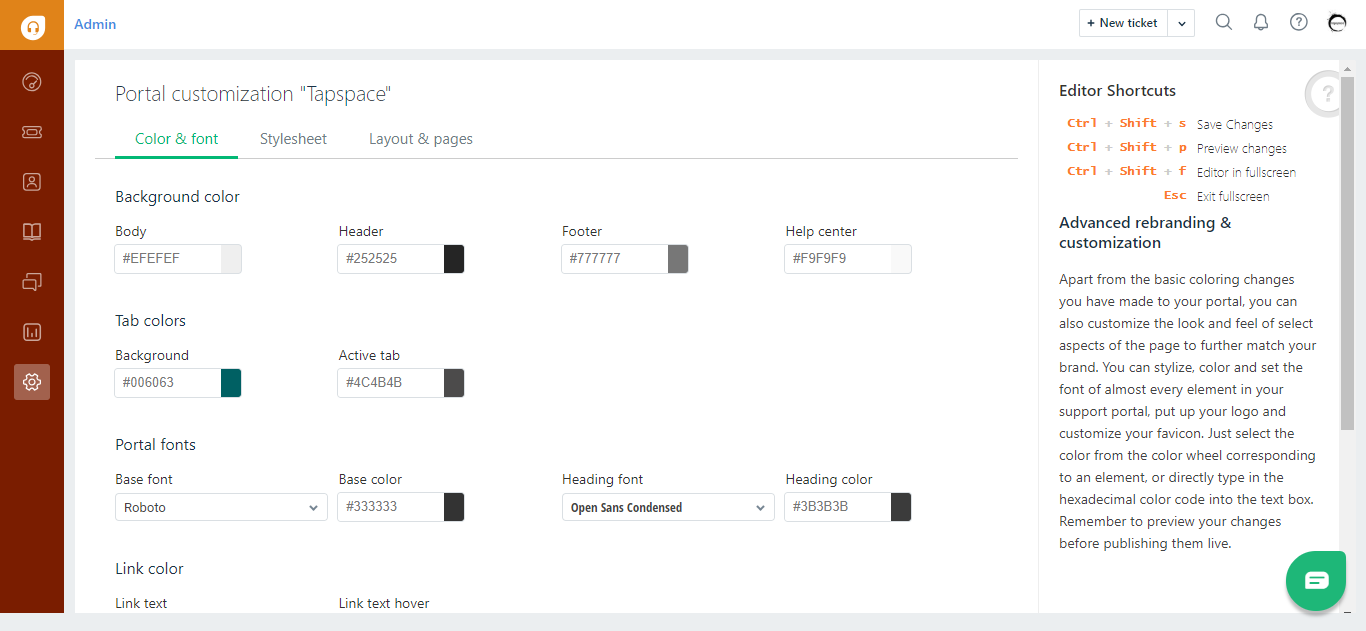 Admin
+ New ticket
Portal customization "Tapspace"
Color & font
Stylesheet
Layout & pages
Background color
Body
Header
Footer
Help center
#EFEFEF
#252525
#777777
#F9F9F9
Tab colors
Background
Active tab
#006063
#4C4B4B
Portal fonts
Base font
Base color
Heading font
Heading color
Roboto
#333333
Open Sans Condensed
#3B3B3B
Link color
Link text
Link text hover
Editor Shortcuts
?
Ctrl + Shift + s Save Changes
Ctrl + Shift + p Preview changes
Ctrl + Shift + f Editor in fullscreen
Esc Exit fullscreen
Advanced rebranding &
customization
Apart from the basic coloring changes
you have made to your portal, you can
also customize the look and feel of select
aspects of the page to further match your
brand. You can stylize, color and set the
font of almost every element in your
support portal, put up your logo and
customize your favicon. Just select the
color from the color wheel corresponding
to an element, or directly type in the
hexadecimal color code into the text box.
Remember to preview your changes
before publishing them live.